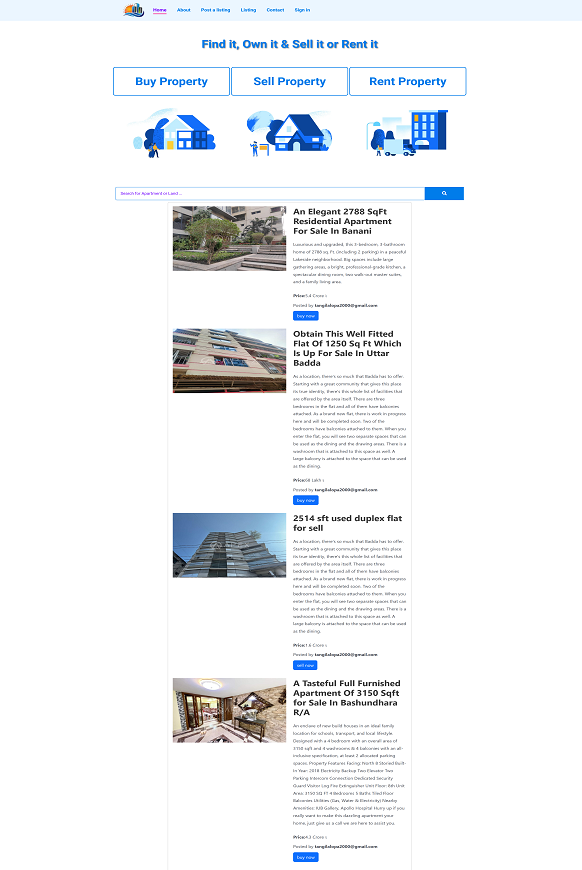 Home About Post a listing Listing Contact Sign in
Find it, Own it & Sell it or Rent it
Buy Property Sell Property Rent Property
Search for Apartment or Land ...
An Elegant 2788 SqFt
Residential Apartment
For Sale In Banani
Luxurious and upgraded, this 3-bedroom, 3-bathroom
home of 2788 sq. Ft. (including 2 parking) in a peaceful
Lakeside neighborhood. Big spaces include large
gathering areas, a bright, professional-grade kitchen, a
spectacular dining room, two walk-out master suites,
and a family living area.
Price:5.4 Crore ৳
Posted by tangilalopa2000@gmail.com
buy now
Obtain This Well Fitted
Flat Of 1250 Sq Ft Which
Is Up For Sale In Uttar
Badda
As a location, there's so much that Badda has to offer.
Starting with a great community that gives this place
its true identity, there's this whole list of facilities that
are offered by the area itself. There are three
bedrooms in the flat and all of them have balconies
attached. As a brand new flat, there is work in progress
here and will be completed soon. Two of the
bedrooms have balconies attached to them. When you
enter the flat, you will see two separate spaces that can
be used as the dining and the drawing areas. There is a
washroom that is attached to this space as well. A
large balcony is attached to the space that can be used
as the dining.
Price:68 Lakh ৳
Posted by tangilalopa2000@gmail.com
buy now
2514 sft used duplex flat
for sell
As a location, there's so much that Badda has to offer.
Starting with a great community that gives this place
its true identity, there's this whole list of facilities that
are offered by the area itself. There are three
bedrooms in the flat and all of them have balconies
attached. As a brand new flat, there is work in progress
here and will be completed soon. Two of the
bedrooms have balconies attached to them. When you
enter the flat, you will see two separate spaces that can
be used as the dining and the drawing areas. There is a
washroom that is attached to this space as well. A
large balcony is attached to the space that can be used
as the dining.
Price:1.6 Crore ৳
Posted by tangilalopa2000@gmail.com
sell now
A Tasteful Full Furnished
Apartment Of 3150 Sqft
for Sale In Bashundhara
R/A
An enclave of new build houses in an ideal family
location for schools, transport, and local lifestyle.
Designed with a 4 bedroom with an overall area of
3150 sqft and 4 washrooms & 4 balconies with an all-
inclusive specification, at least 2 allocated parking
spaces. Property Features Facing: North 8 Storied Built-
in Year: 2018 Electricity Backup Two Elevator Two
Parking Intercom Connection Dedicated Security
Guard Visitor Log Fire Extinguisher Unit Floor: 8th Unit
Area: 3150 SQ FT 4 Bedrooms 5 Baths Tiled Floor
Balconies Utilities (Gas, Water & Electricity) Nearby
Amenities: IUB Gallery, Apollo Hospital Hurry up if you
really want to make this dazzling apartment your
home, just give us a call we are here to assist you.
Price:4.3 Crore ৳
Posted by tangilalopa2000@gmail.com
buy now